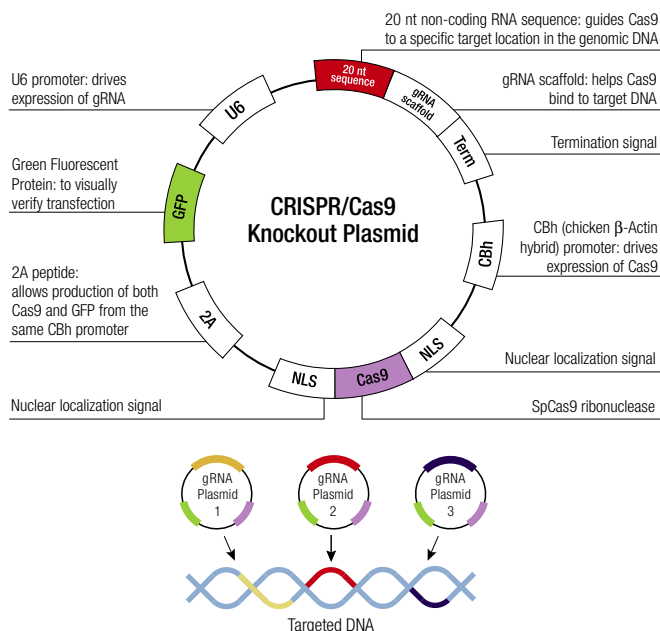 20 nt non-coding RNA sequence: guides Cas9
to a specific target location in the genomic DNA
U6 promoter: drives
expression of gRNA
20 nt
sequence
gRNA
scaffold
gRNA scaffold: helps Cas9
bind to target DNA
U6
Term
Termination signal
Green Fluorescent
Protein: to visually
verify transfection
GFP
CRISPR/Cas9
Knockout Plasmid
CBh
CBh (chicken β-Actin
hybrid) promoter: drives
expression of Cas9
2A peptide:
allows production of both
Cas9 and GFP from the
same CBh promoter
2A
NLS
Cas9
NLS
Nuclear localization signal
Nuclear localization signal
SpCas9 ribonuclease
gRNA
Plasmid
1
gRNA
Plasmid
2
gRNA
Plasmid
3
Targeted DNA